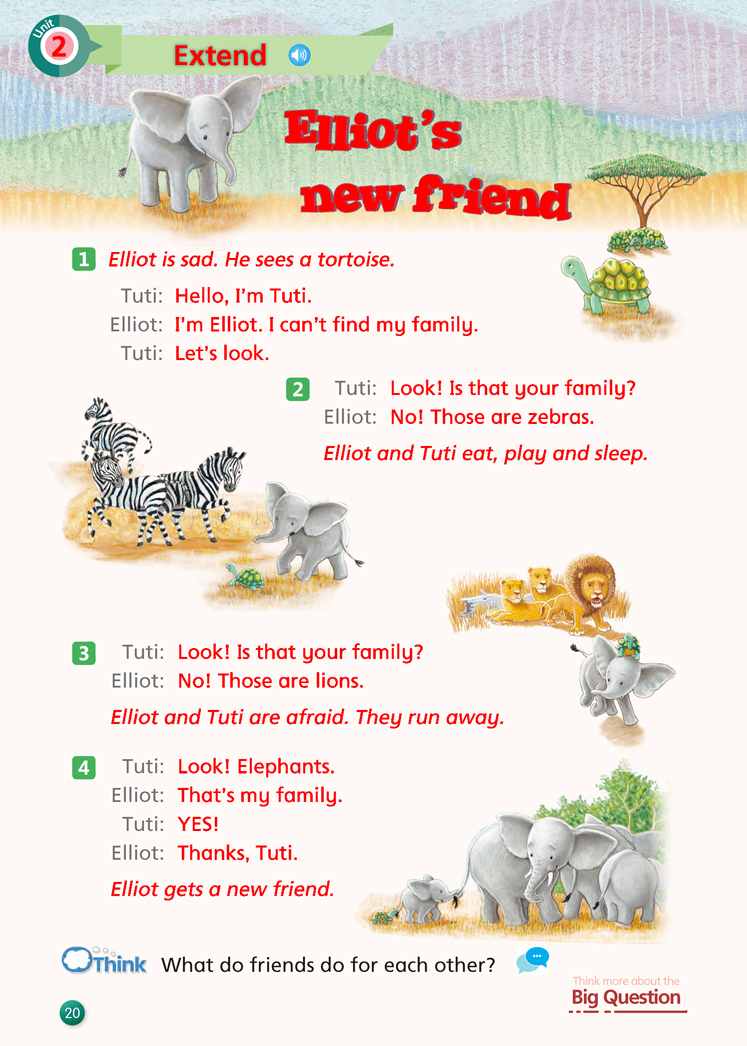 Unit
2
Extend
Elliot's
new friend
1 Elliot is sad. He sees a tortoise.
Tuti: Hello, I'm Tuti.
Elliot: I'm Elliot. I can't find my family.
Tuti: Let's look.
2 Tuti: Look! Is that your family?
Elliot: No! Those are zebras.
Elliot and Tuti eat, play and sleep.
3 Tuti: Look! Is that your family?
Elliot: No! Those are lions.
Elliot and Tuti are afraid. They run away.
4 Tuti: Look! Elephants.
Elliot: That's my family.
Tuti: YES!
Elliot: Thanks, Tuti.
Elliot gets a new friend.
Think What do friends do for each other?
Think more about the
Big Question
20